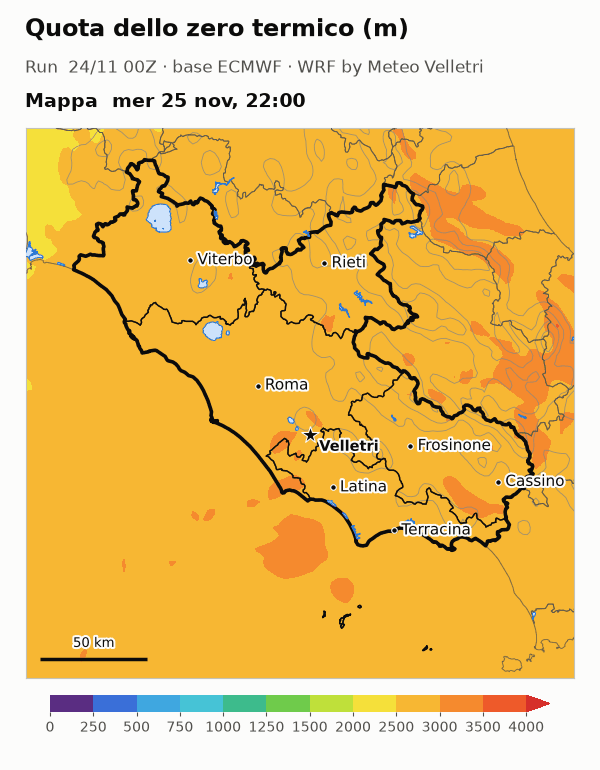 Quota dello zero termico (m)
Run  24/11 00Z · base ECMWF · WRF by Meteo Velletri
Mappa  mer 25 nov, 22:00
Viterbo
Rieti
Roma
Velletri
Frosinone
Latina
Cassino
Terracina
50 km
0 250 500 750 1000 1250 1500 2000 2500 3000 3500 4000